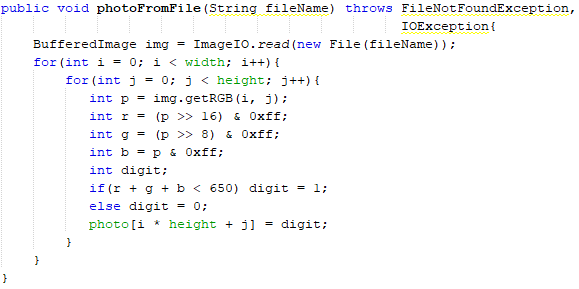 public void photoFromFile(String fileName) throws FileNotFoundException,
                                                  IOException{
    BufferedImage img = ImageIO.read(new File(fileName));
    for(int i = 0; i < width; i++){
        for(int j = 0; j < height; j++){
           int p = img.getRGB(i, j);
           int r = (p >> 16) & 0xff;
           int g = (p >> 8) & 0xff;
           int b = p & 0xff;
           int digit;
           if(r + g + b < 650) digit = 1;
           else digit = 0;
           photo[i * height + j] = digit;
        }
    }
}